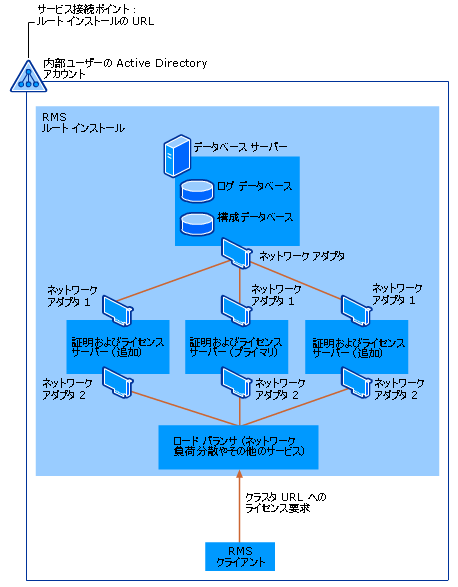 サービス接続ポイント :
ルート インストールの URL
内部ユーザーの Active Directory
アカウント
RMS
ルート インストール
データベース サーバー
ログ データベース
構成データベース
ネットワーク アダプタ
ネットワーク
アダプタ 1
ネットワーク
アダプタ 1
ネットワーク
アダプタ 1
証明およびライセンス
サーバー (追加)
証明およびライセンス
サーバー (プライマリ)
証明およびライセンス
サーバー (追加)
ネットワーク
アダプタ 2
ネットワーク
アダプタ 2
ネットワーク
アダプタ 2
ロード バランサ (ネットワーク
負荷分散やその他のサービス)
クラスタ URL への
ライセンス要求
RMS
クライアント